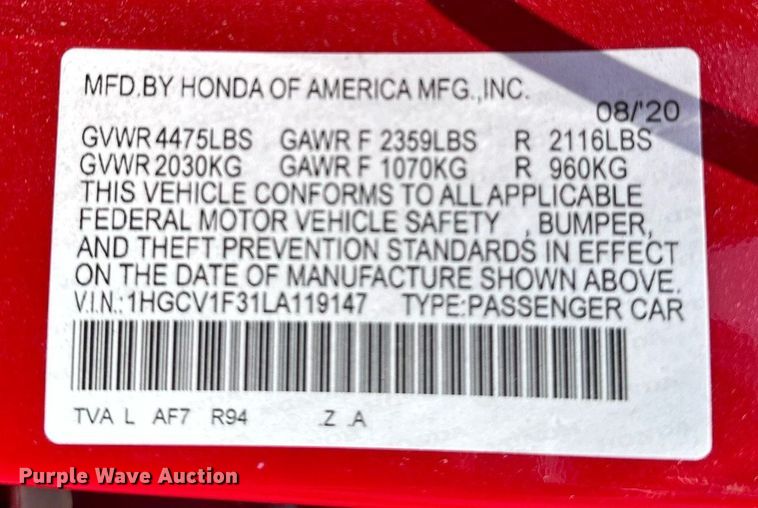 MFD.BY HONDA OF AMERICA MFG.,INC.
08/'20
GVWR 4475LBS GAWR F 2359LBS R 2116LBS
GVWR 2030KG GAWR F 1070KG R 960KG
THIS VEHICLE CONFORMS TO ALL APPLICABLE
FEDERAL MOTOR VEHICLE SAFETY , BUMPER,
AND THEFT PREVENTION STANDARDS IN EFFECT
ON THE DATE OF MANUFACTURE SHOWN ABOVE.
V.I.N.:1HGCV1F31LA119147 TYPE:PASSENGER CAR
TVA L AF7 R94 .Z .A
Purple Wave Auction